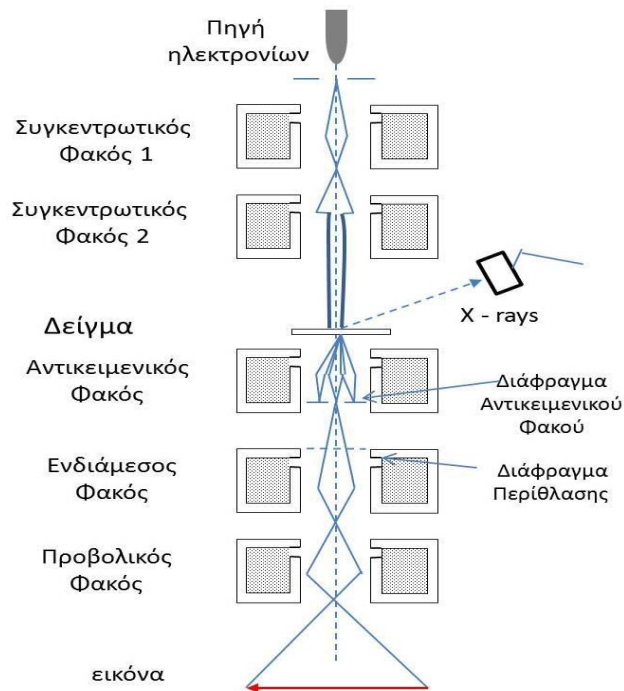 Πηγή
ηλεκτρονίων
Συγκεντρωτικός
Φακός 1
Συγκεντρωτικός
Φακός 2
X - rays
Δείγμα
Αντικειμενικός
Φακός
Διάφραγμα
Αντικειμενικού
Φακού
Ενδιάμεσος
Φακός
Διάφραγμα
Περίθλασης
Προβολικός
Φακός
εικόνα